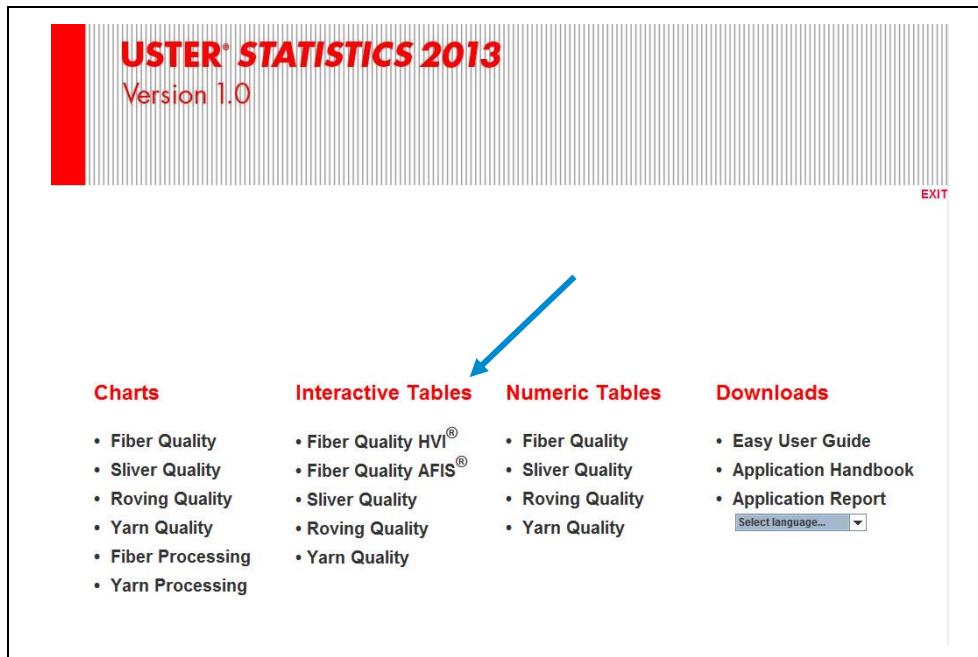 USTER® STATISTICS 2013
Version 1.0
EXIT
Charts
• Fiber Quality
• Sliver Quality
• Roving Quality
• Yarn Quality
• Fiber Processing
• Yarn Processing
Interactive Tables
• Fiber Quality HVI®
• Fiber Quality AFIS®
• Sliver Quality
• Roving Quality
• Yarn Quality
Numeric Tables
• Fiber Quality
• Sliver Quality
• Roving Quality
• Yarn Quality
Downloads
• Easy User Guide
• Application Handbook
• Application Report
Select language...